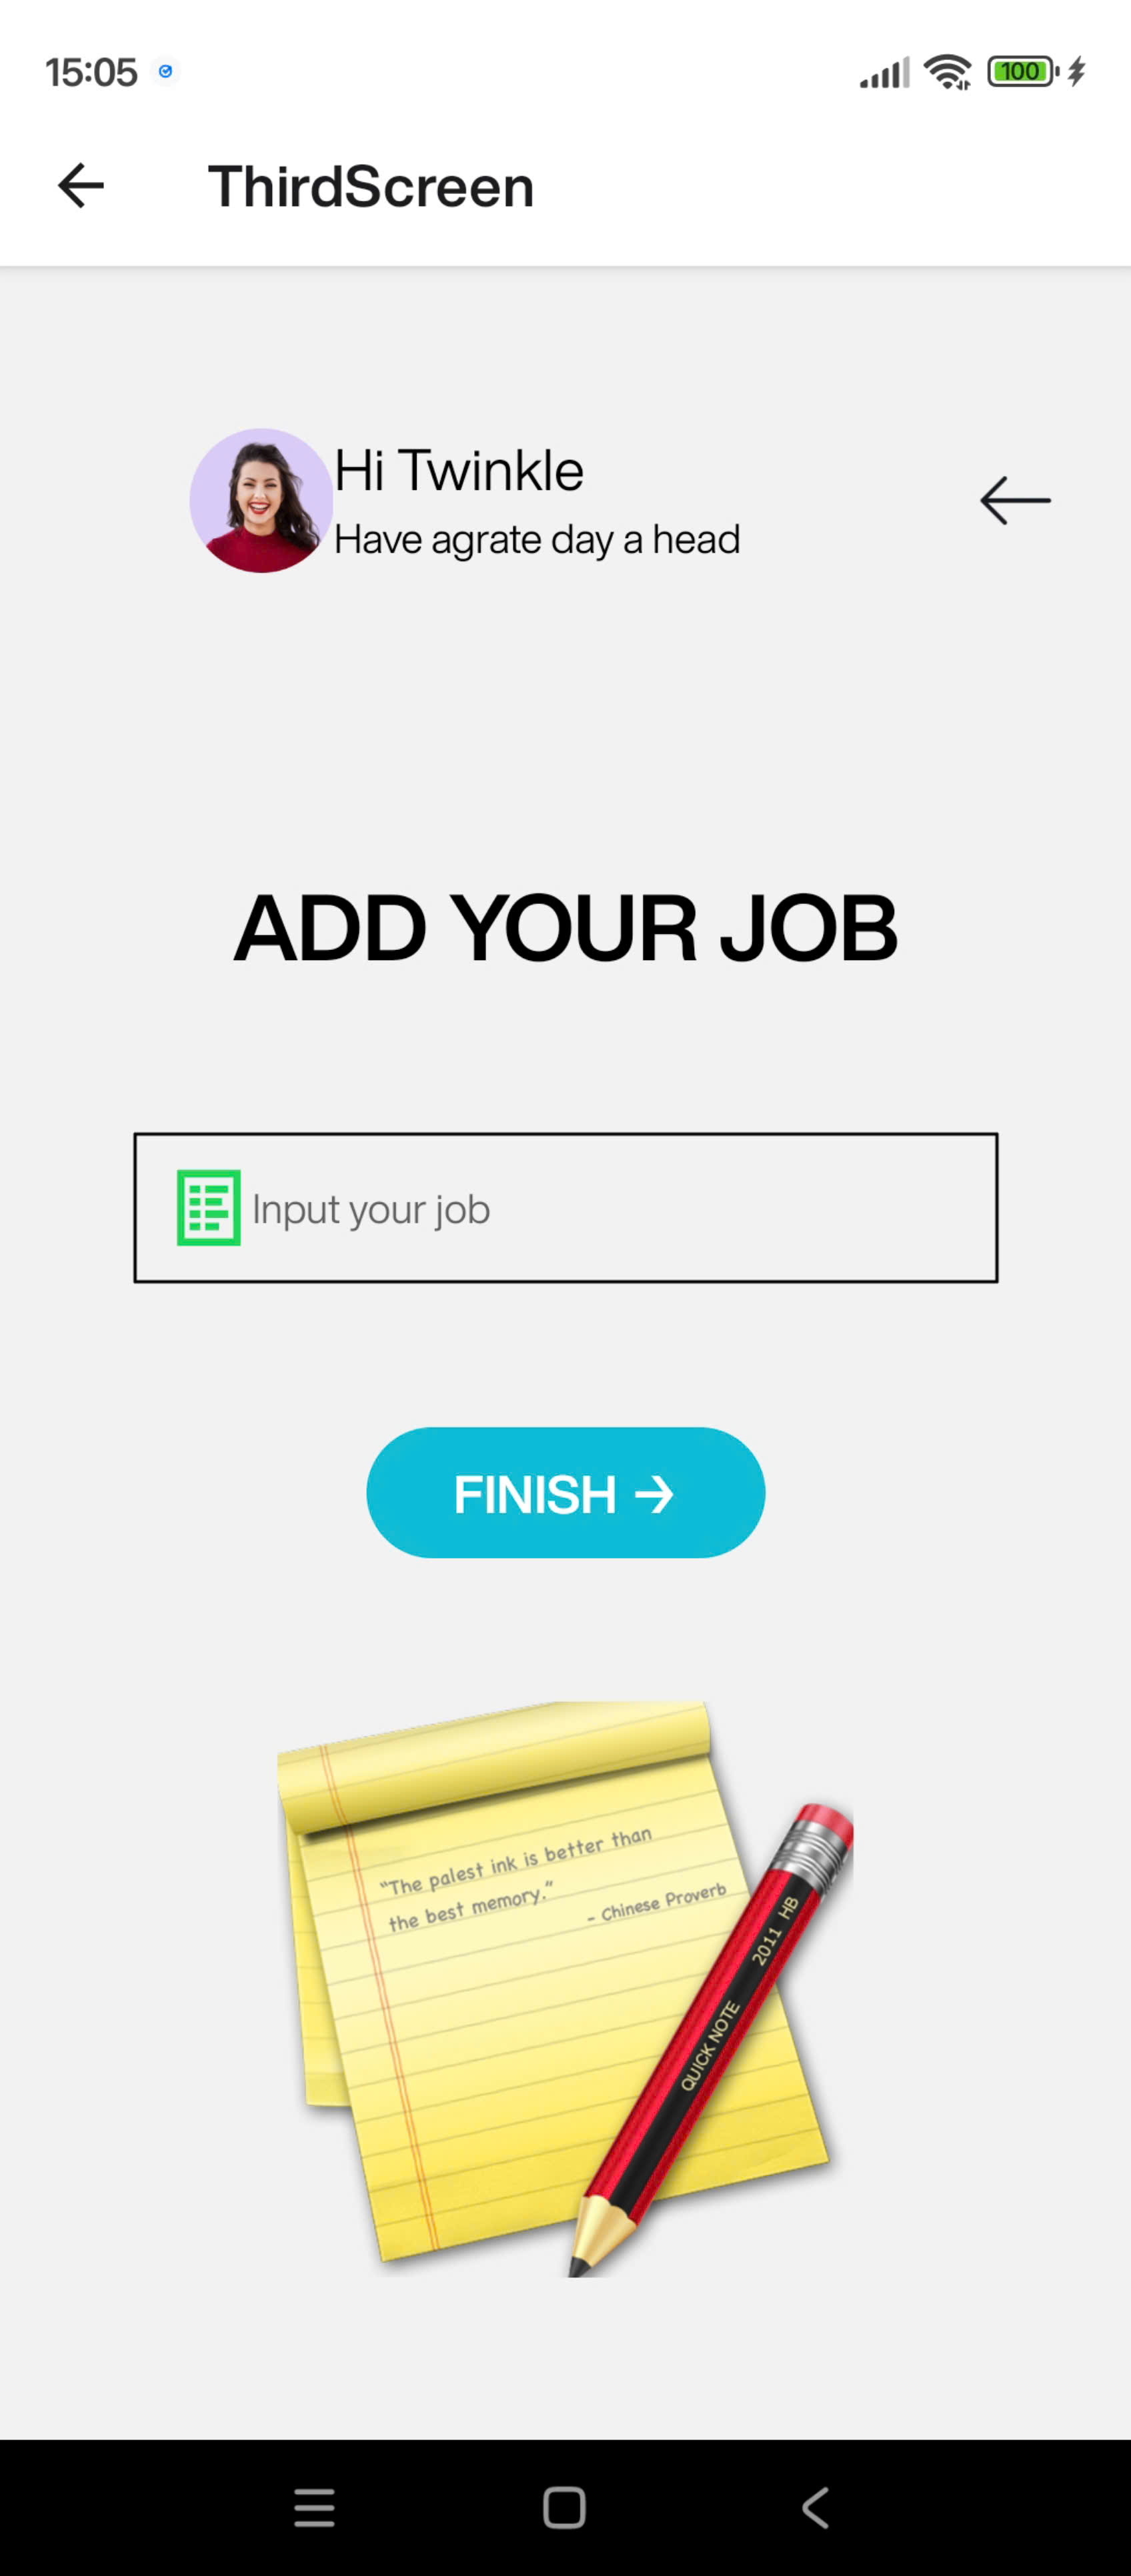 15:05
100
ThirdScreen
Hi Twinkle
Have agrate day a head
ADD YOUR JOB
Input your job
FINISH →
“The palest ink is better than
the best memory.”
– Chinese Proverb
QUICK NOTE 2011 HB